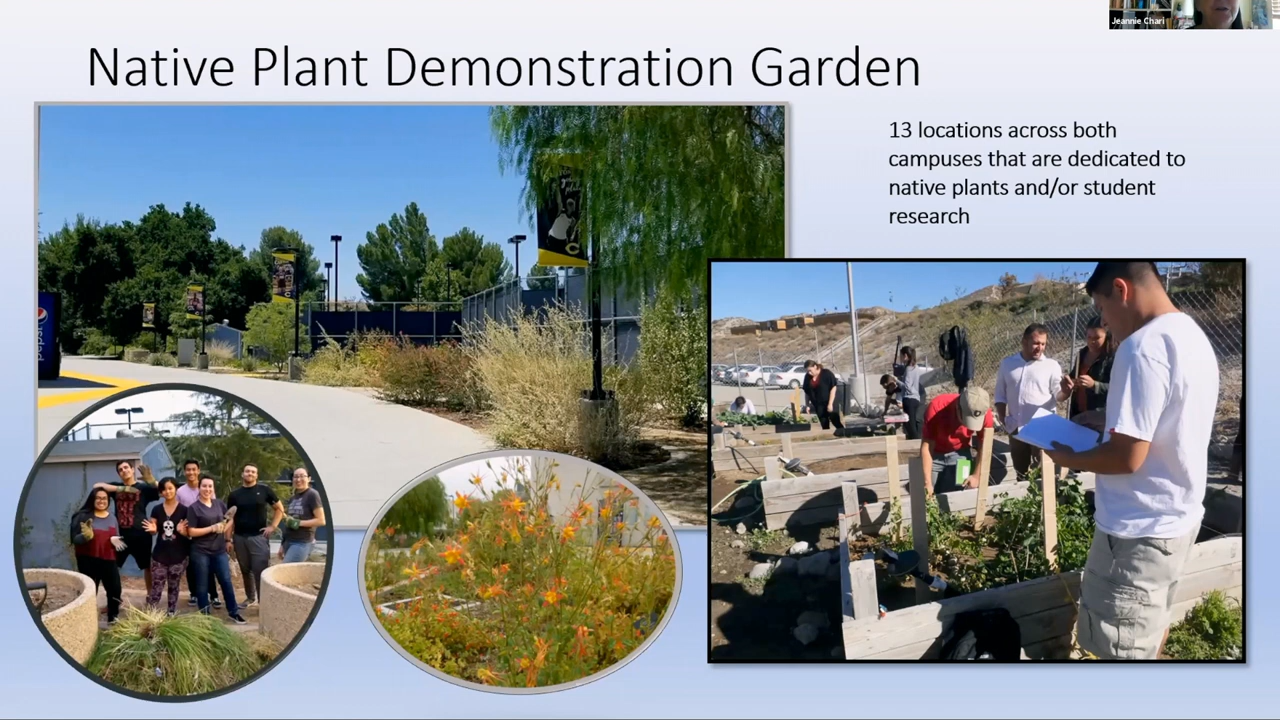 Jeannie Chari
Native Plant Demonstration Garden
13 locations across both
campuses that are dedicated to
native plants and/or student
research
pepsi